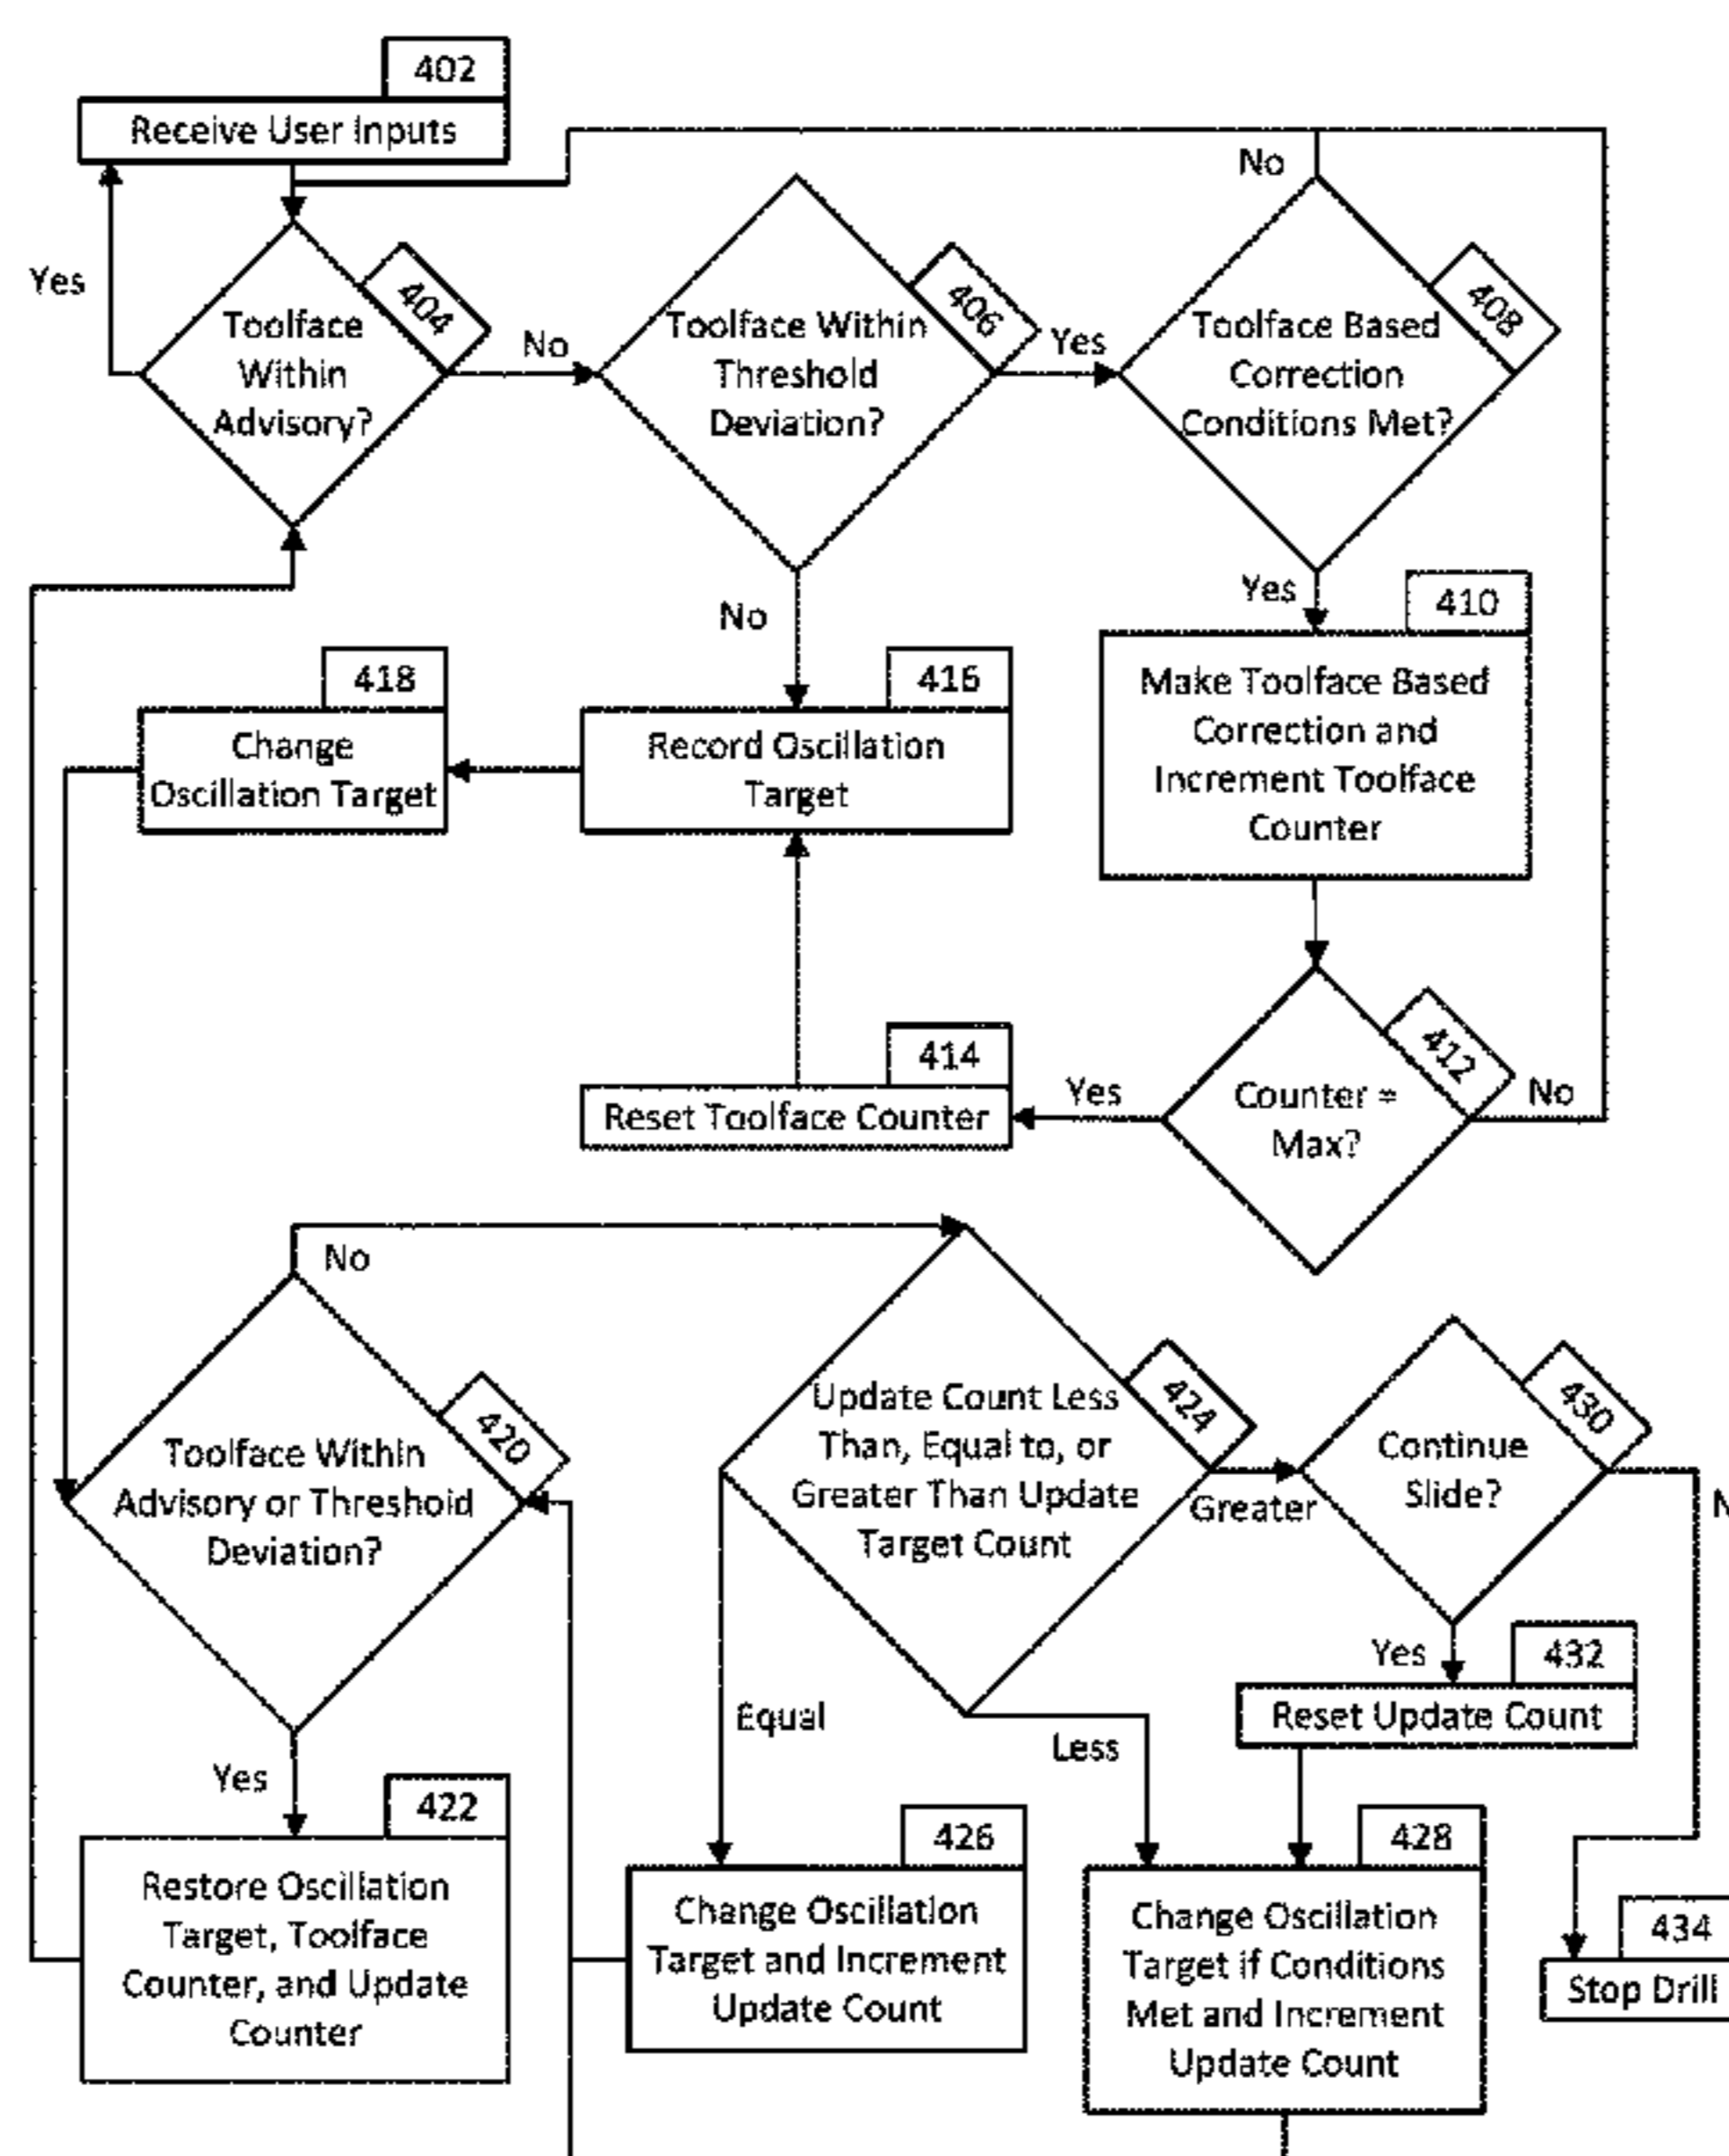 402
Receive User Inputs
Yes
404
Toolface
Within
Advisory?
No
406
Toolface Within
Threshold
Deviation?
Yes
No
408
Toolface Based
Correction
Conditions Met?
No
Yes
410
Make Toolface Based
Correction and
Increment Toolface
Counter
418
Change
Oscillation Target
416
Record Oscillation
Target
414
Reset Toolface Counter
Yes
412
Counter =
Max?
No
No
420
Toolface Within
Advisory or Threshold
Deviation?
Yes
422
Restore Oscillation
Target, Toolface
Counter, and Update
Counter
424
Update Count Less
Than, Equal to, or
Greater Than Update
Target Count
Greater
Equal
Less
430
Continue
Slide?
Yes
432
Reset Update Count
426
Change Oscillation
Target and Increment
Update Count
428
Change Oscillation
Target if Conditions
Met and Increment
Update Count
434
Stop Drill